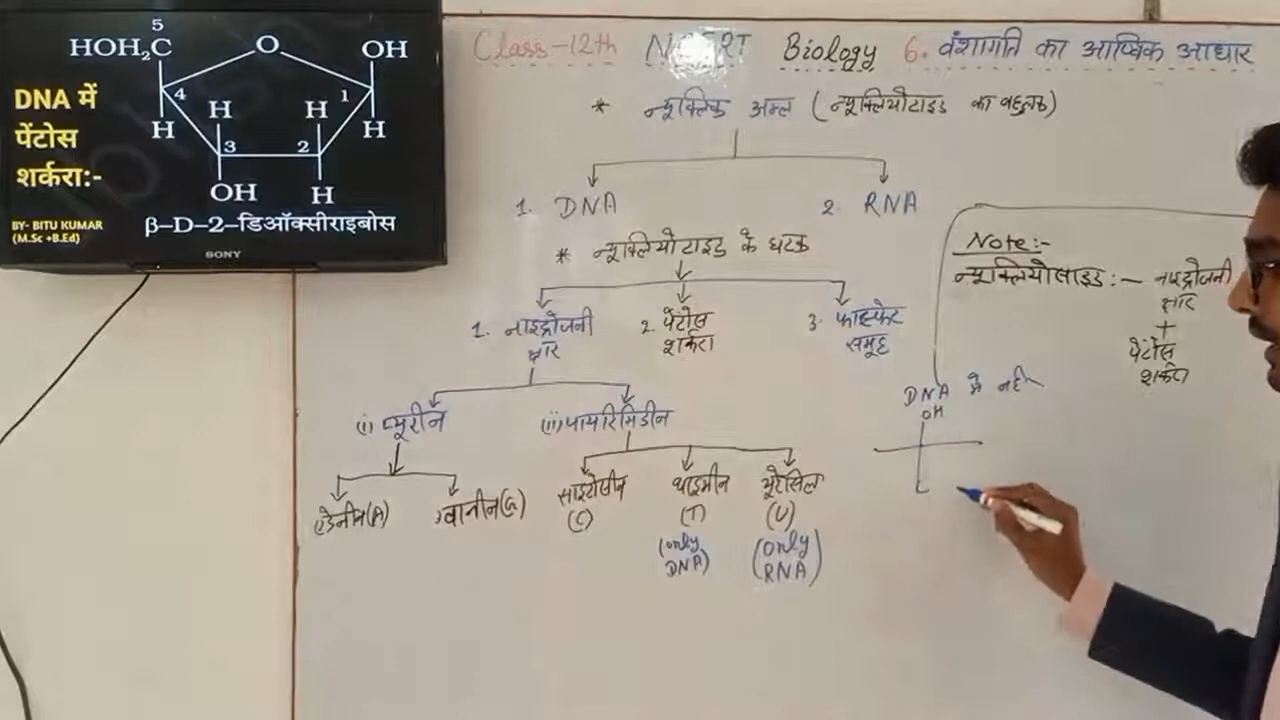 5
HOH₂C O OH
4 H H 1
DNA में
पेंटोस
शर्करा:-
H 3 2 H
OH H
BY- BITU KUMAR
(M.Sc +B.Ed)
β–D–2–डिऑक्सीराइबोस
SONY
Class-12th NCERT Biology 6. वंशागति का आण्विक आधार
* न्यूक्लिक अम्ल (न्यूक्लियोटाइड का बहुलक)
1. DNA 2. RNA
* न्यूक्लियोटाइड के घटक
1. नाइट्रोजनी
क्षार
2. पेंटोस
शर्करा
3. फास्फेट
समूह
(i) प्यूरीन (ii) पायरिमिडीन
एडेनीन(A) ग्वानीन(G)
साइटोसीन
(C)
थाइमीन
(T)
(only
DNA)
यूरेसिल
(U)
(only
RNA)
Note:-
न्यूक्लियोसाइड :- नाइट्रोजनी
क्षार
+
पेंटोस
शर्करा
DNA में नहीं
OH